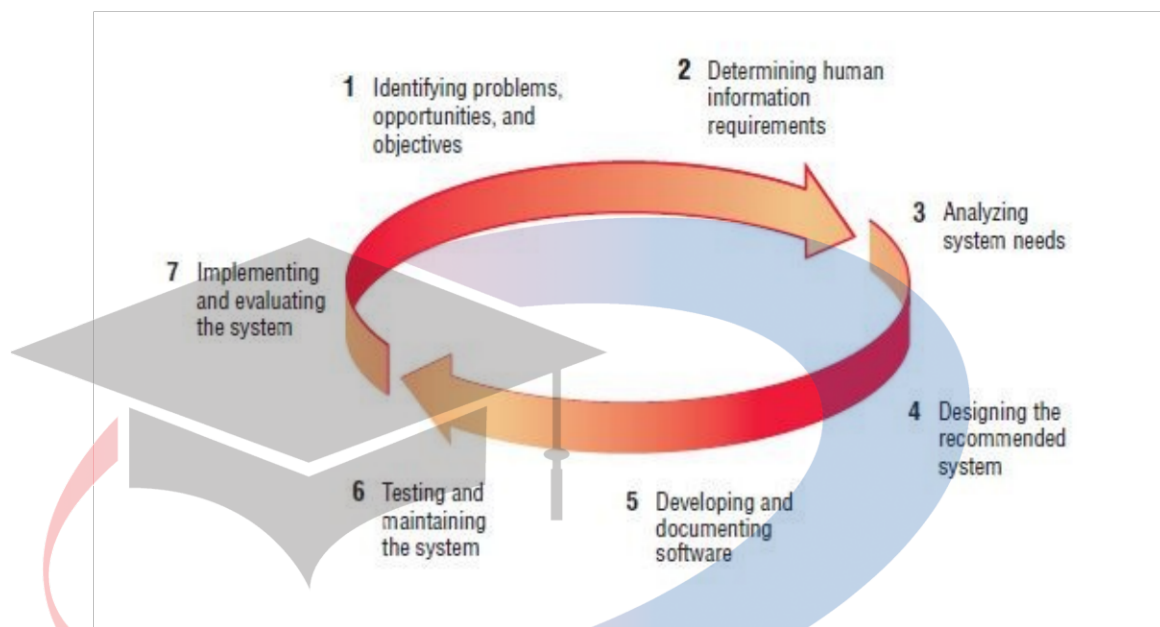 1 Identifying problems,
opportunities, and
objectives
2 Determining human
information
requirements
3 Analyzing
system needs
4 Designing the
recommended
system
5 Developing and
documenting
software
6 Testing and
maintaining
the system
7 Implementing
and evaluating
the system